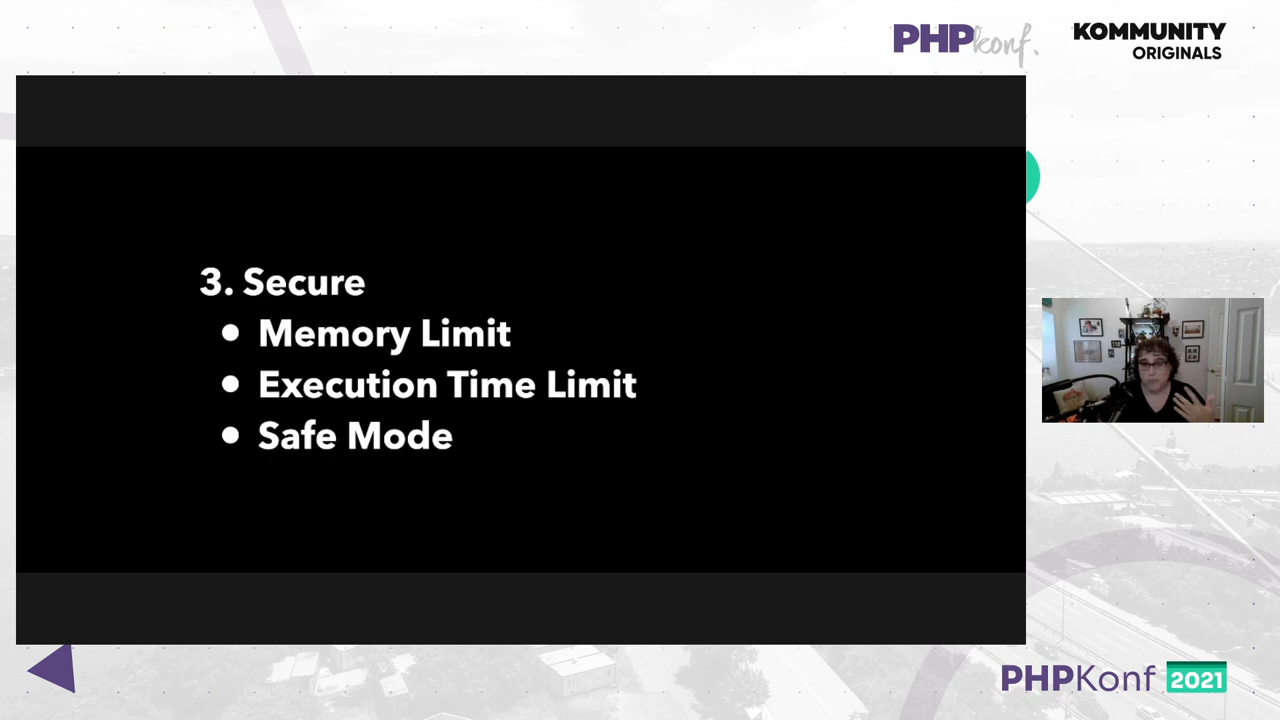 PHPkonf.
KOMMUNITY
ORIGINALS
3. Secure
• Memory Limit
• Execution Time Limit
• Safe Mode
PHPKonf 2021